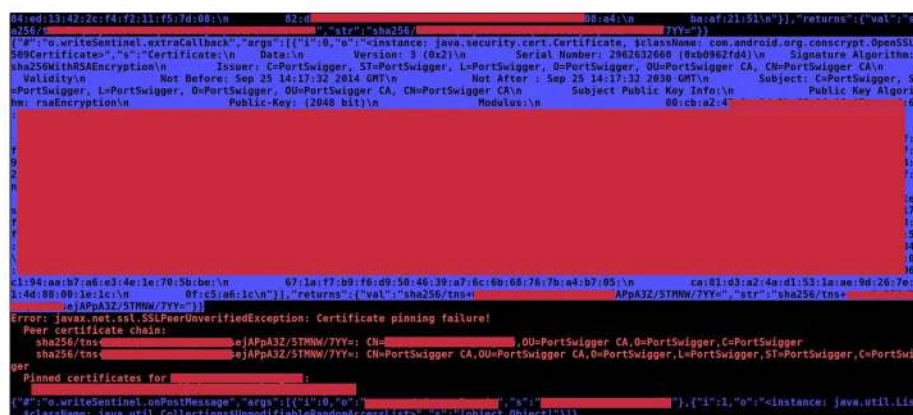 84:ed:13:42:2c:f4:f2:11:f5:7d:08:\n 82:d 08:a4:\n ba:af:21:51\n"}],"returns":{"val":"s
a256/t ","str":"sha256/ 7YY="}}
{"#":"o.writeSentinel.extraCallback","args":[{"i":0,"o":"<instance: java.security.cert.Certificate, $className: com.android.org.conscrypt.OpenSSL
509Certificate>","s":"Certificate:\n Data:\n Version: 3 (0x2)\n Serial Number: 2962632660 (0xb0962fd4)\n Signature Algorithm:
sha256WithRSAEncryption\n Issuer: C=PortSwigger, ST=PortSwigger, L=PortSwigger, O=PortSwigger, OU=PortSwigger CA, CN=PortSwigger CA\n
Validity\n Not Before: Sep 25 14:17:32 2014 GMT\n Not After : Sep 25 14:17:32 2030 GMT\n Subject: C=PortSwigger, S
=PortSwigger, L=PortSwigger, O=PortSwigger, OU=PortSwigger CA, CN=PortSwigger CA\n Subject Public Key Info:\n Public Key Algori
hm: rsaEncryption\n Public-Key: (2048 bit)\n Modulus:\n 00:cb:a2:4
c1:94:aa:b7:a6:e3:4e:1e:70:5b:be:\n 67:1a:f7:b9:f6:d9:50:46:39:a7:6c:6b:68:76:7b:a4:b7:05:\n ca:81:d3:a2:4a:d1:53:1a:ae:9d:26:7e:
1:4d:88:00:1e:1c:\n 0f:c5:a6:1c\n"}],"returns":{"val":"sha256/tns+ APpA3Z/5TMNW/7YY=","str":"sha256/tns+
sejAPpA3Z/5TMNW/7YY="}}
Error: javax.net.ssl.SSLPeerUnverifiedException: Certificate pinning failure!
Peer certificate chain:
sha256/tns+ sejAPpA3Z/5TMNW/7YY=: CN= ,OU=PortSwigger CA,O=PortSwigger,C=PortSwigger
sha256/tns+ sejAPpA3Z/5TMNW/7YY=: CN=PortSwigger CA,OU=PortSwigger CA,O=PortSwigger,L=PortSwigger,ST=PortSwigger,C=PortSwi
ger
Pinned certificates for :
{"#":"o.writeSentinel.onPostMessage","args":[{"i":0,"o":" ","s":" "},{"i":1,"o":"<instance: java.util.Lis
$className: java.util.Collections$UnmodifiableRandomAccessList>","s":"[object Object]"}]}